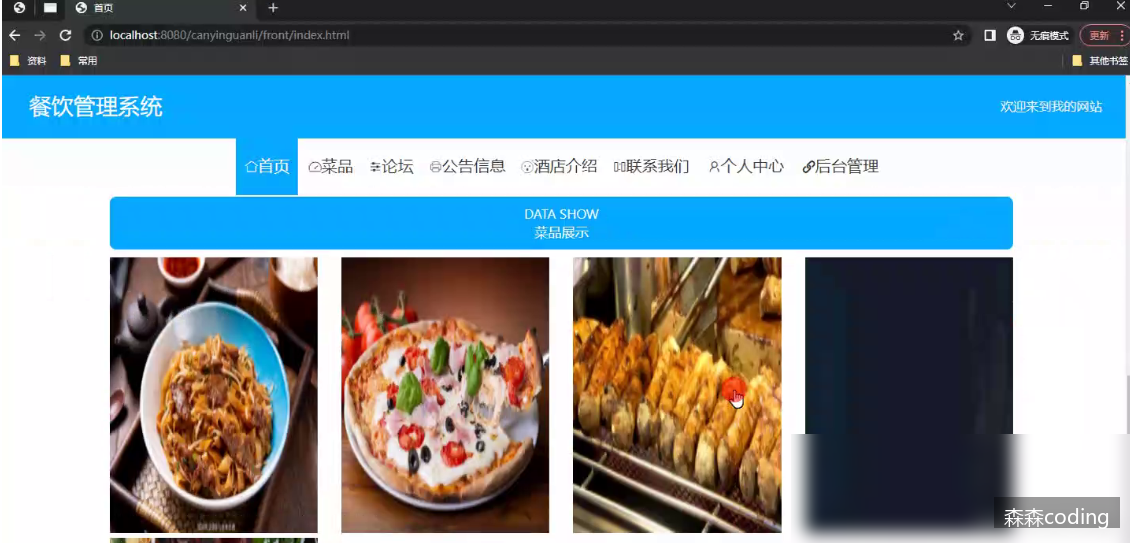 首页
localhost:8080/canyinguanli/front/index.html
无痕模式
更新
资料
常用
其他书签
餐饮管理系统
欢迎来到我的网站
首页 菜品 论坛 公告信息 酒店介绍 联系我们 个人中心 后台管理
DATA SHOW
菜品展示
森森coding